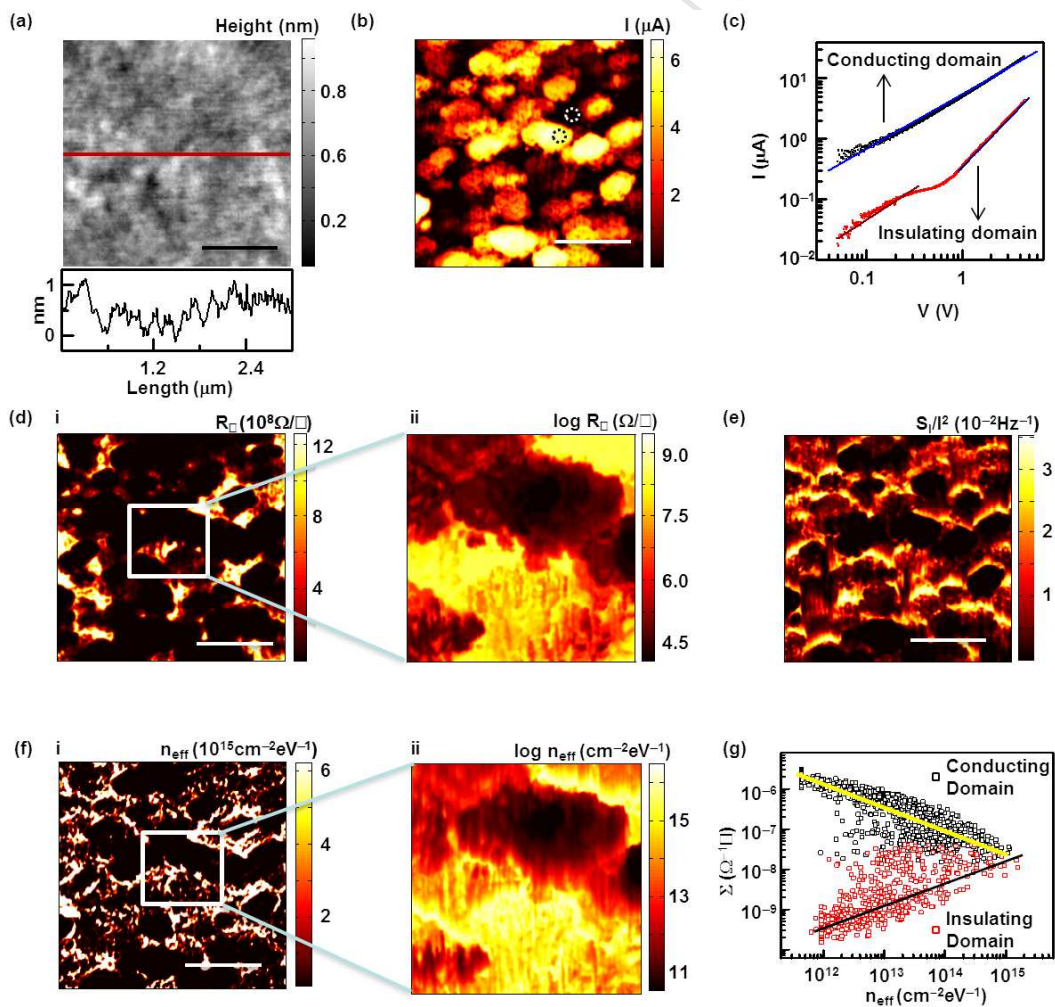 (a)
Height (nm)
0.8
0.6
0.4
0.2
1
0
nm
1.2
2.4
Length (μm)
(b)
I (μA)
6
4
2
(c)
10¹
10⁰
10⁻¹
10⁻²
I (μA)
Conducting domain
Insulating domain
0.1
1
V (V)
(d)
i
R□ (10⁸Ω/□)
12
8
4
ii
log R□ (Ω/□)
9.0
7.5
6.0
4.5
(e)
S_I/I² (10⁻²Hz⁻¹)
3
2
1
(f)
i
n_eff (10¹⁵cm⁻²eV⁻¹)
6
5
4
3
2
ii
log n_eff (cm⁻²eV⁻¹)
15
13
11
(g)
10⁻⁶
10⁻⁷
10⁻⁸
10⁻⁹
Σ (Ω⁻¹□)
Conducting
Domain
Insulating
Domain
10¹²
10¹³
10¹⁴
10¹⁵
n_eff (cm⁻²eV⁻¹)